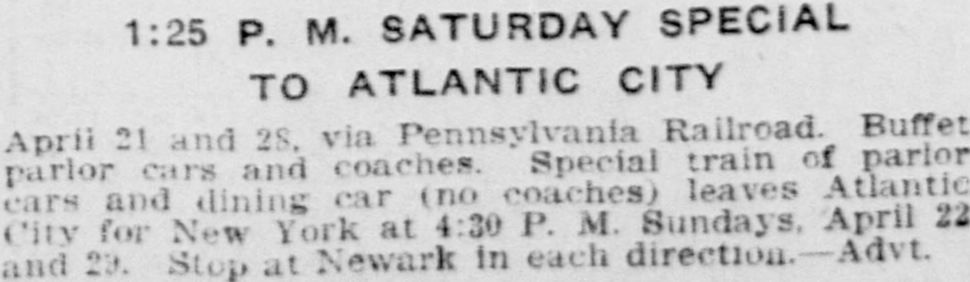 1:25 P. M. SATURDAY SPECIAL
TO ATLANTIC CITY
April 21 and 28, via Pennsylvania Railroad. Buffet
parlor cars and coaches. Special train of parlor
cars and dining car (no coaches) leaves Atlantic
City for New York at 4:30 P. M. Sundays, April 22
and 29. Stop at Newark in each direction.—Advt.